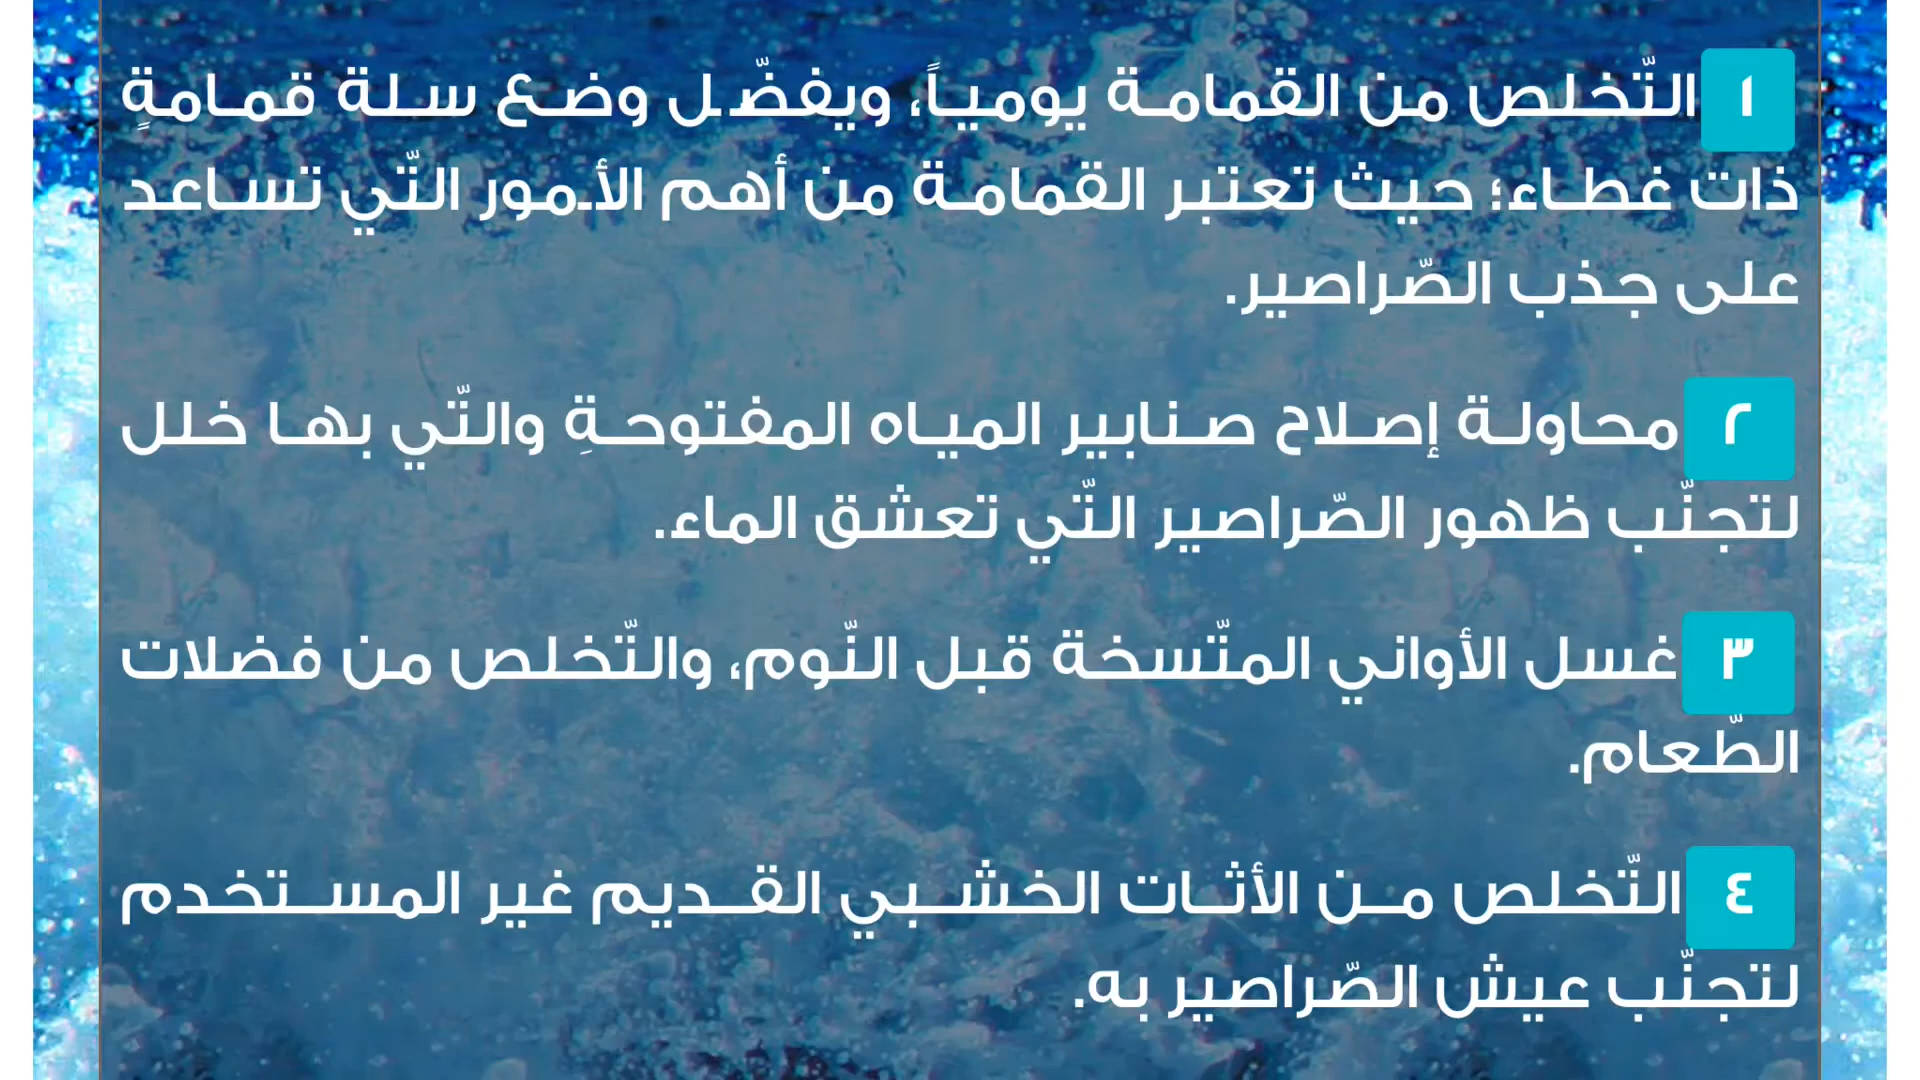 ١ التّخلص من القمامة يومياً، ويفضّل وضع سلة قمامةٍ
ذات غطاء؛ حيث تعتبر القمامة من أهم الأمور التّي تساعد
على جذب الصّراصير.
٢ محاولة إصلاح صنابير المياه المفتوحةِ والتّي بها خلل
لتجنّب ظهور الصّراصير التّي تعشق الماء.
٣ غسل الأواني المتّسخة قبل النّوم، والتّخلص من فضلات
الطّعام.
٤ التّخلص من الأثات الخشبي القديم غير المستخدم
لتجنّب عيش الصّراصير به.